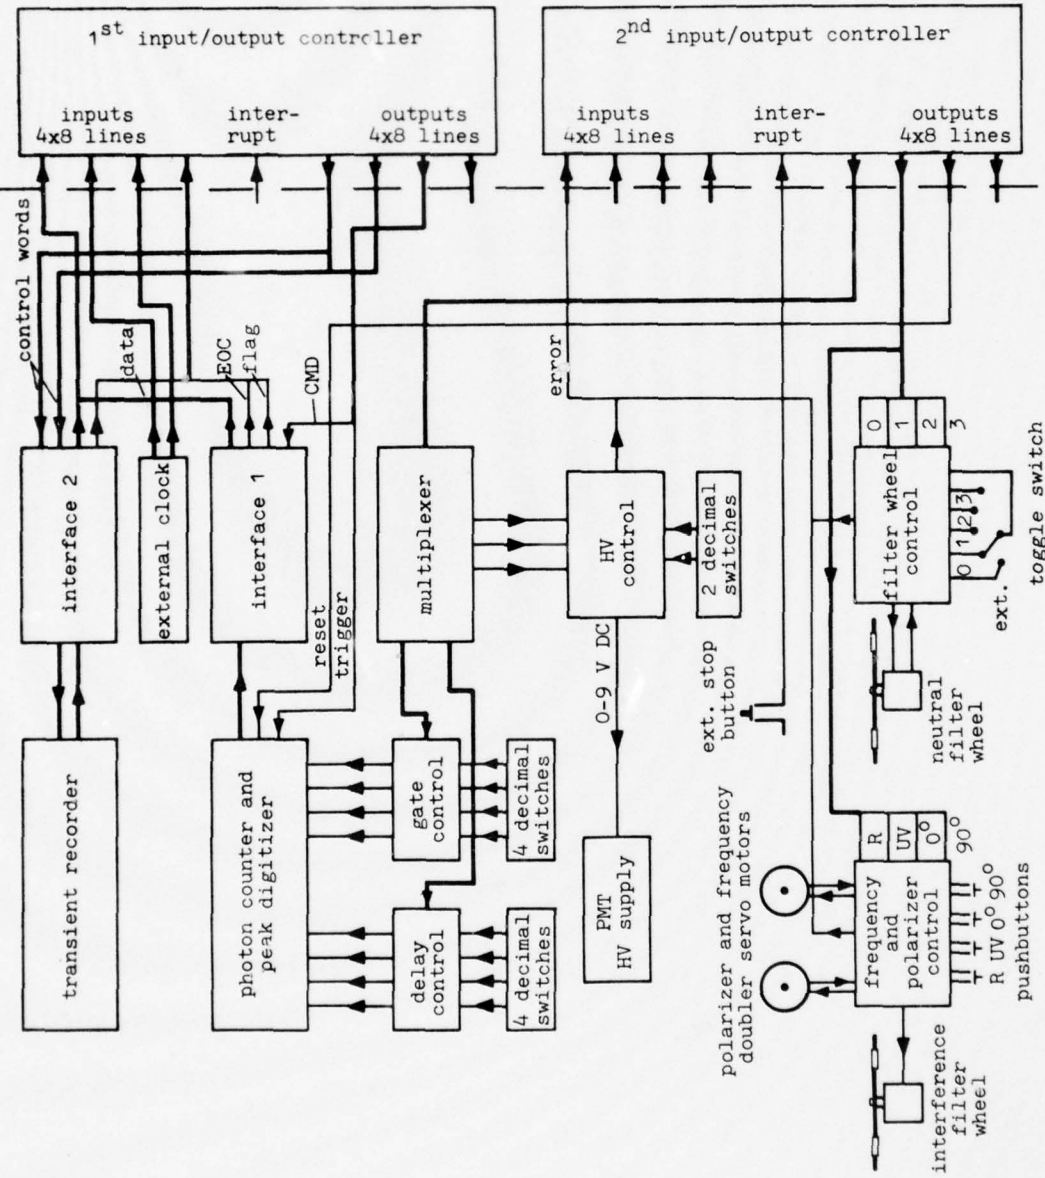 1st input/output controller
inputs
4x8 lines
inter-
rupt
outputs
4x8 lines
2nd input/output controller
inputs
4x8 lines
inter-
rupt
outputs
4x8 lines
control words
data
EOC
flag
CMD
error
interface 2
external clock
interface 1
multiplexer
HV
control
2 decimal
switches
filter wheel
control
0
1
2
3
0
1
2
3
ext.
toggle switch
reset
trigger
0-9 V DC
ext. stop
button
neutral
filter
wheel
transient recorder
photon counter and
peak digitizer
gate
control
4 decimal
switches
delay
control
4 decimal
switches
PMT
HV supply
polarizer and frequency
doubler servo motors
R
UV
0°
90°
frequency
and
polarizer
control
R UV 0° 90°
pushbuttons
interference
filter
wheel